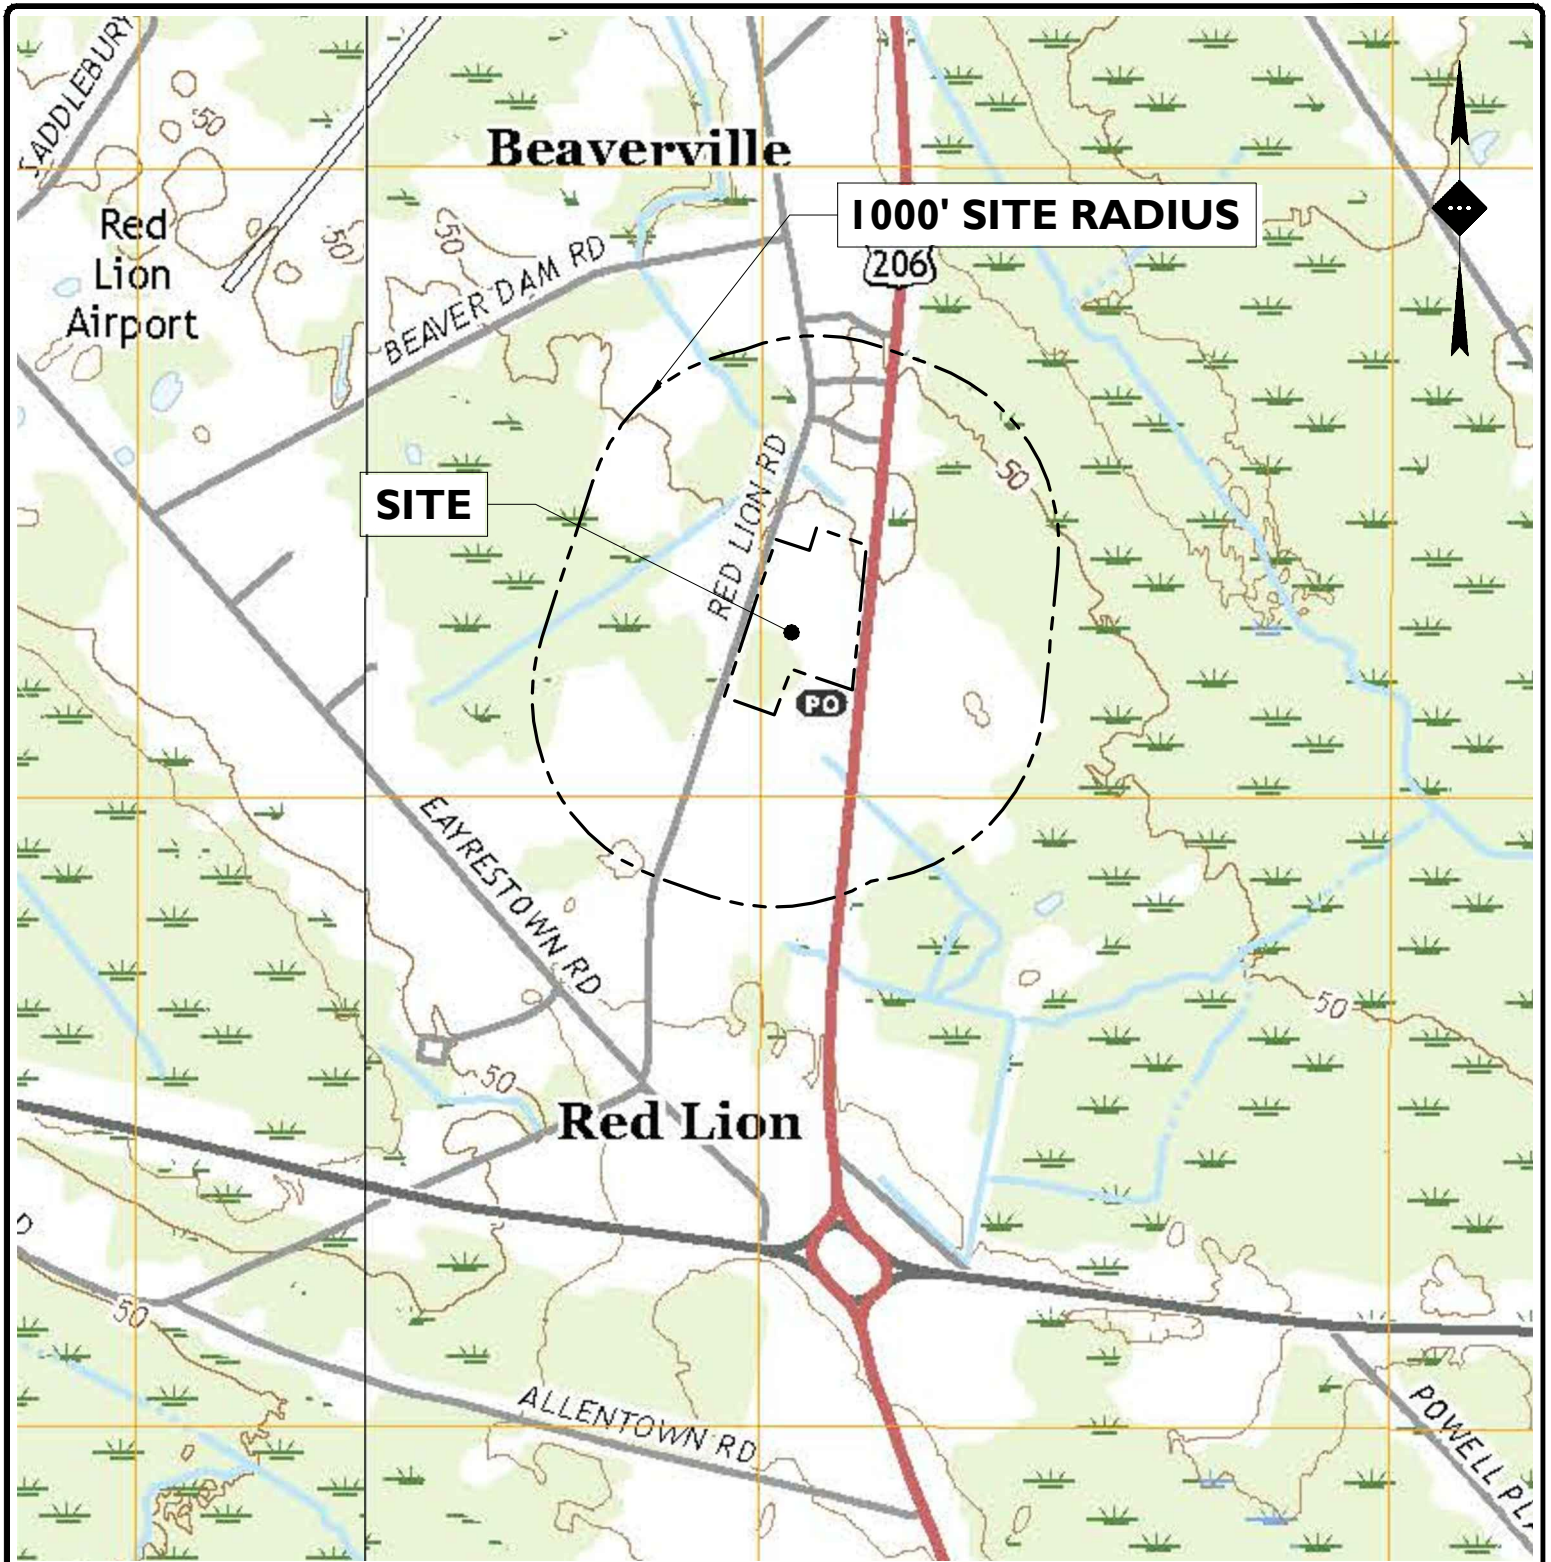 SADDLEBURY
50
Beaverville
1000' SITE RADIUS
Red
Lion
Airport
50
50
206
BEAVER DAM RD
50
SITE
RED LION RD
PO
EAYRESTOWN RD
50
50
Red Lion
D
50
ALLENTOWN RD
POWELL PL